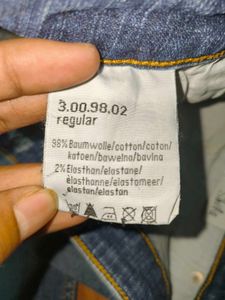 3.00.98.02
regular
98% Baumwolle/cotton/coton/
katoen/bawełna/bavlna
2% Elasthan/elastane/
élasthanne/elastomeer/
elastan/elastan